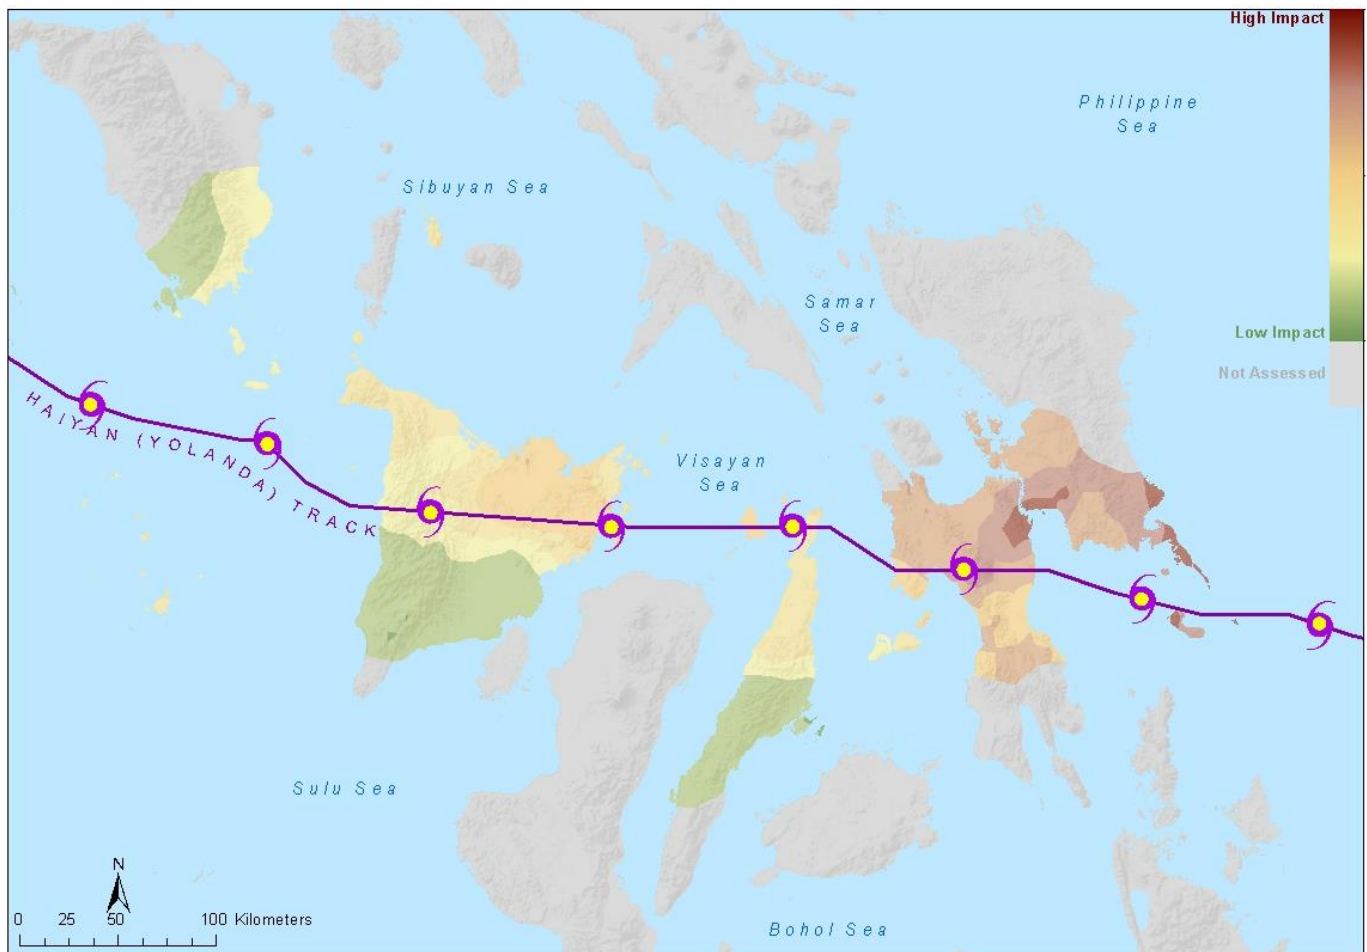 High Impact
Philippine
Sea
Sibuyan Sea
Samar
Sea
Low Impact
Not Assessed
HAIYAN (YOLANDA) TRACK
Visayan
Sea
Sulu Sea
N
0 25 50 100 Kilometers
Bohol Sea